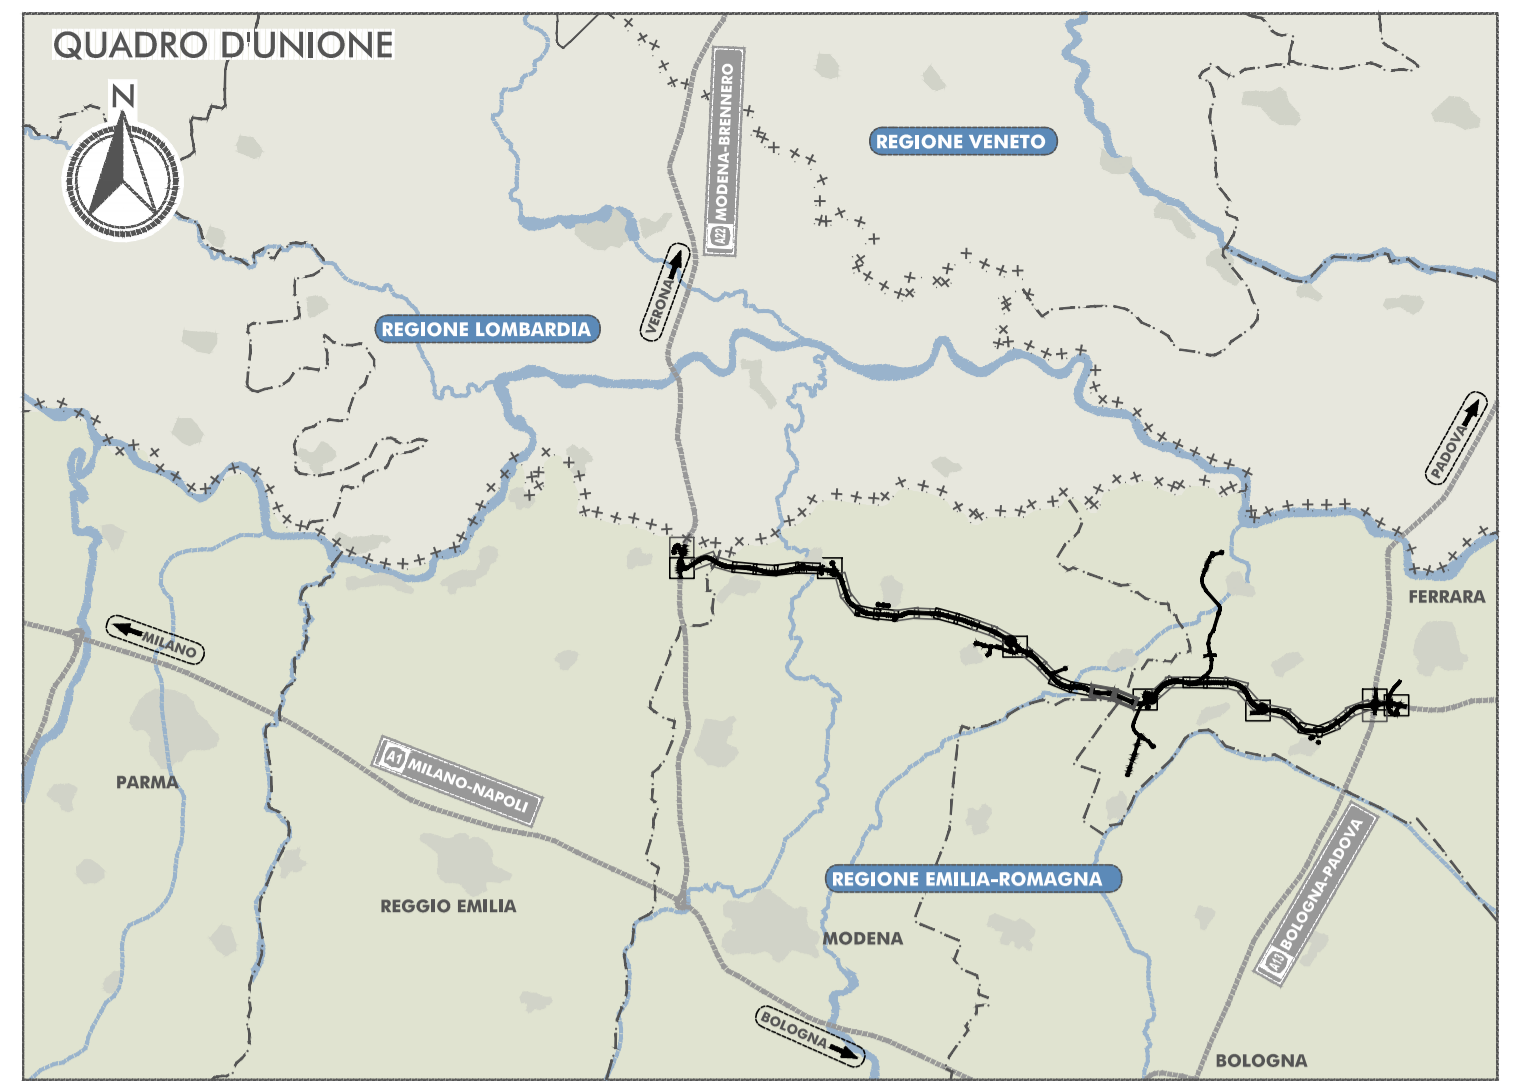 QUADRO D'UNIONE
N
A22 MODENA-BRENNERO
REGIONE VENETO
VERONA
REGIONE LOMBARDIA
PADOVA
FERRARA
MILANO
PARMA
A1 MILANO-NAPOLI
REGIONE EMILIA-ROMAGNA
A13 BOLOGNA-PADOVA
REGGIO EMILIA
MODENA
BOLOGNA
BOLOGNA